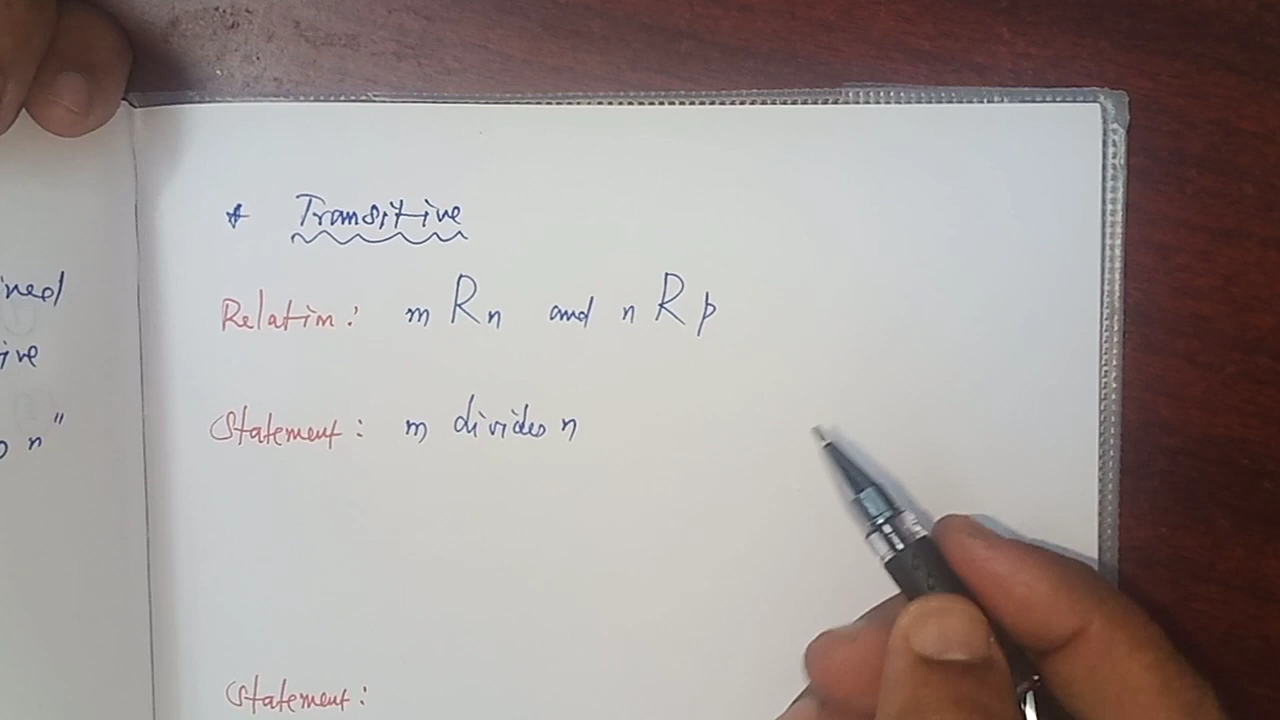 * Transitive
Relation: m R n and n R p
Statement: m divides n
n"
Statement: